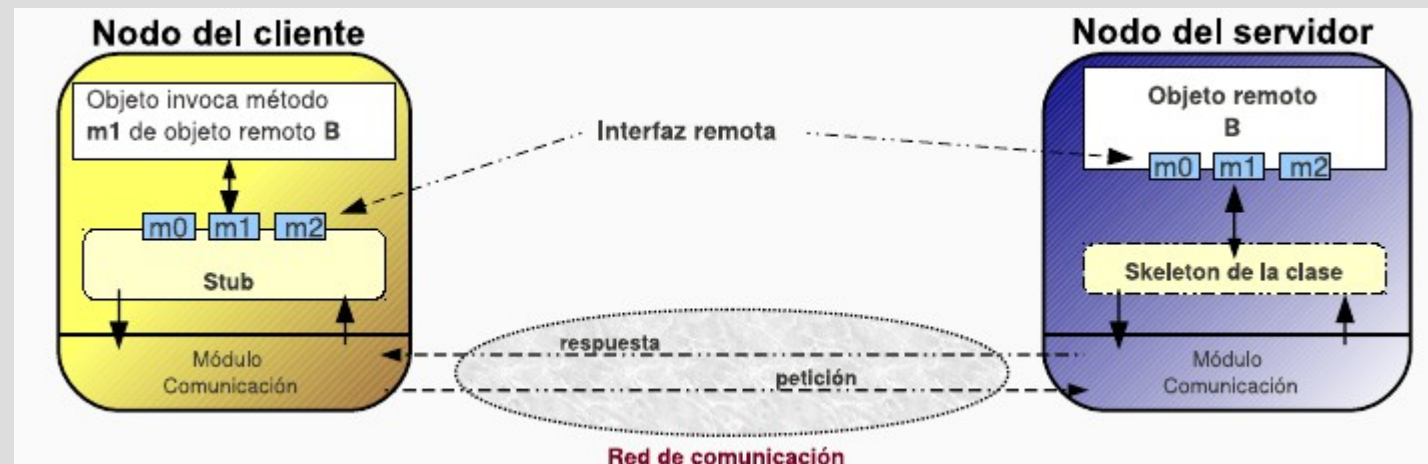 Nodo del cliente
Objeto invoca método
m1 de objeto remoto B
m0
m1
m2
Stub
Módulo
Comunicación
Interfaz remota
respuesta
petición
Red de comunicación
Nodo del servidor
Objeto remoto
B
m0
m1
m2
Skeleton de la clase
Módulo
Comunicación